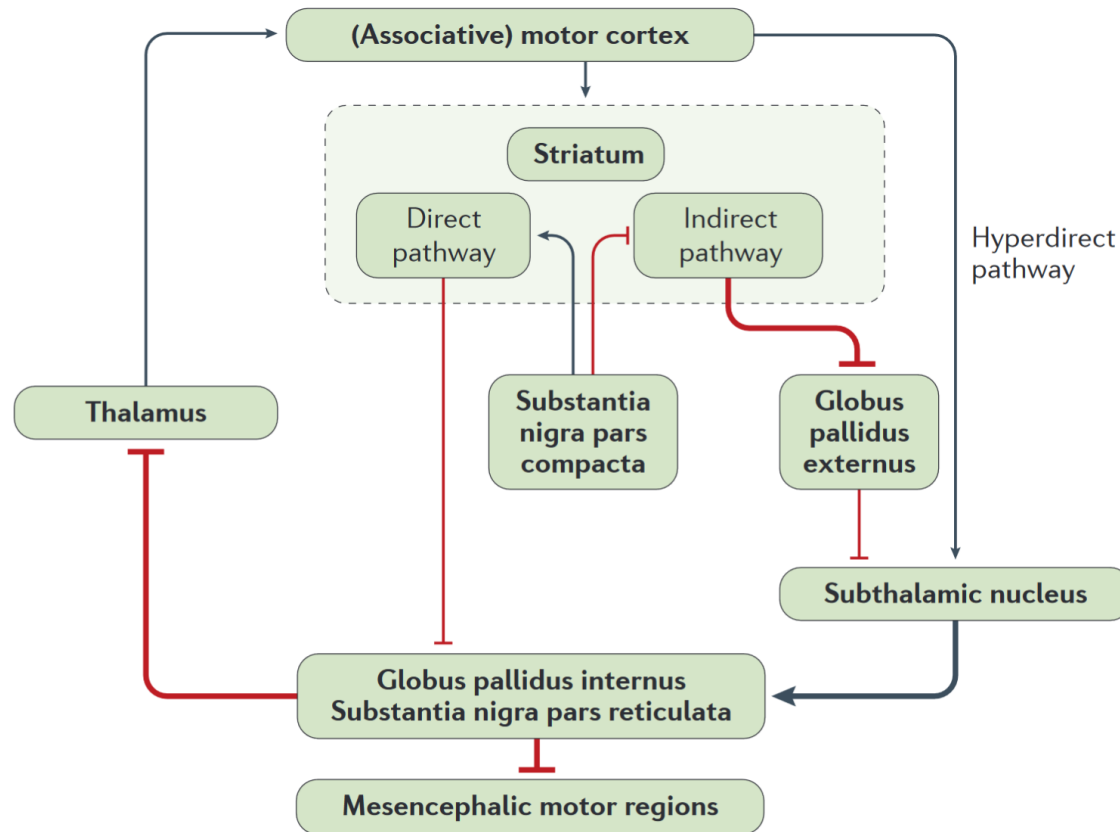 (Associative) motor cortex
Striatum
Direct
pathway
Indirect
pathway
Hyperdirect
pathway
Thalamus
Substantia
nigra pars
compacta
Globus
pallidus
externus
Subthalamic nucleus
Globus pallidus internus
Substantia nigra pars reticulata
Mesencephalic motor regions